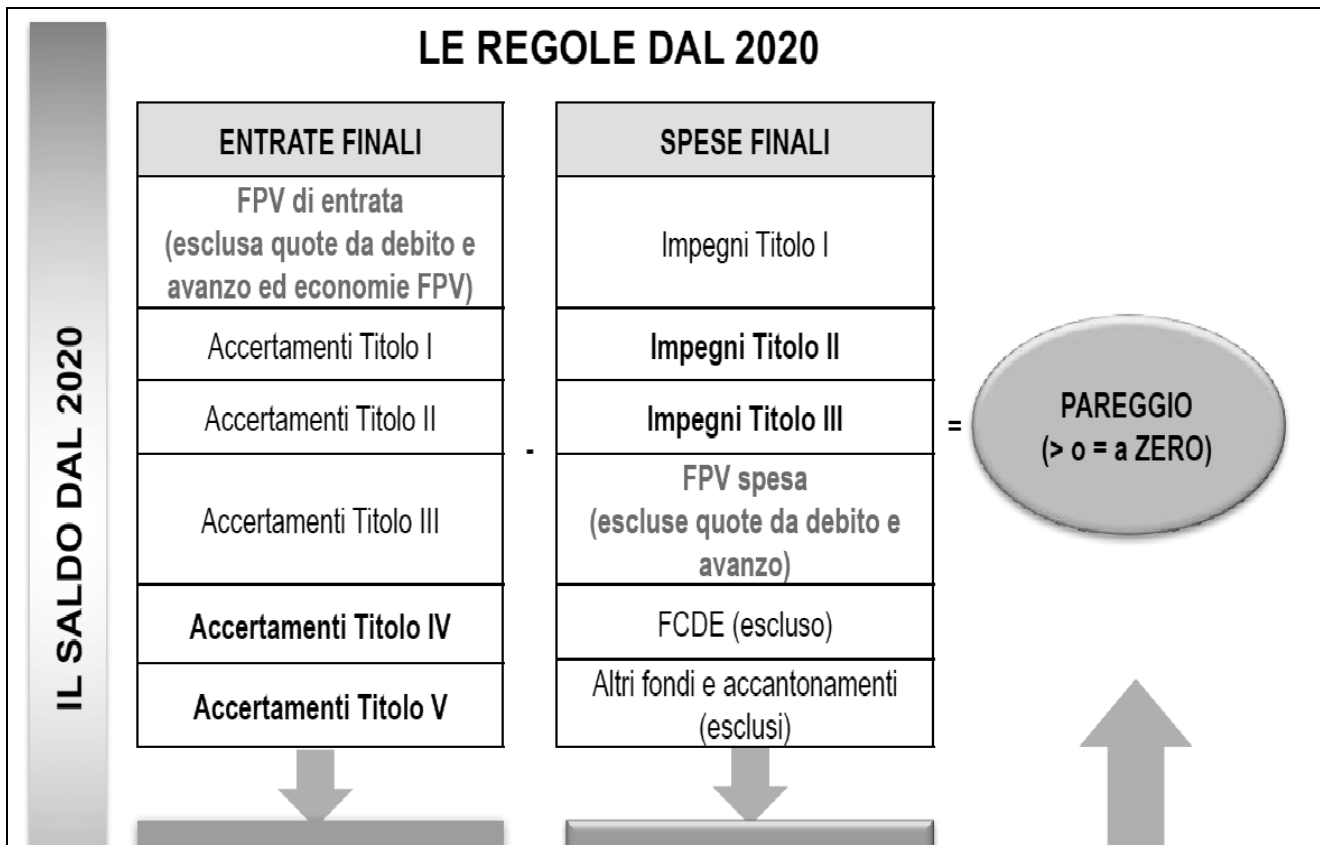 LE REGOLE DAL 2020
IL SALDO DAL 2020
ENTRATE FINALI
FPV di entrata
(esclusa quote da debito e
avanzo ed economie FPV)
Accertamenti Titolo I
Accertamenti Titolo II
Accertamenti Titolo III
Accertamenti Titolo IV
Accertamenti Titolo V
-
SPESE FINALI
Impegni Titolo I
Impegni Titolo II
Impegni Titolo III
FPV spesa
(escluse quote da debito e
avanzo)
FCDE (escluso)
Altri fondi e accantonamenti
(esclusi)
=
PAREGGIO
(> o = a ZERO)